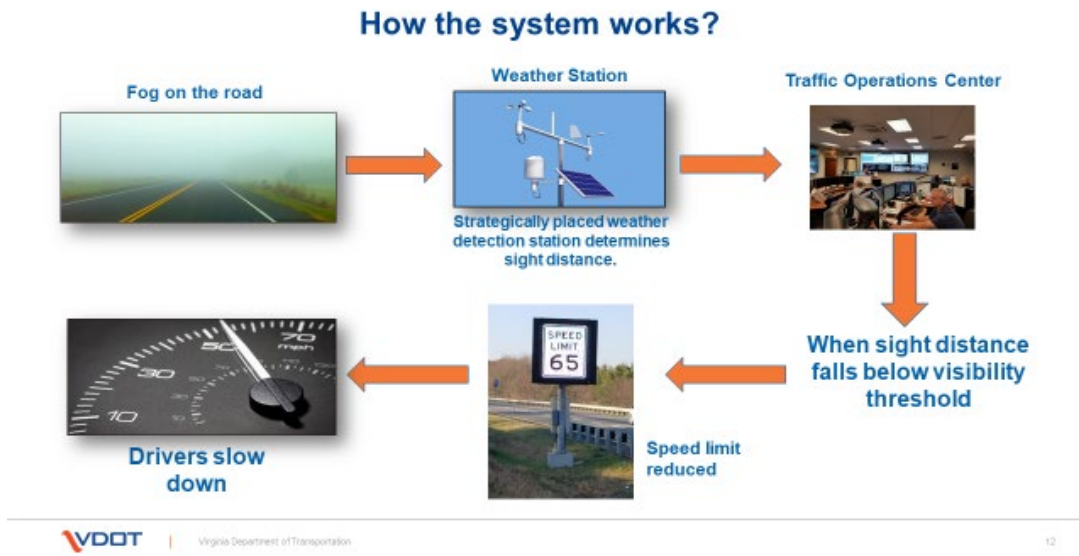 How the system works?
Fog on the road
Weather Station
Traffic Operations Center
Strategically placed weather
detection station determines
sight distance.
When sight distance
falls below visibility
threshold
SPEED
LIMIT
65
Speed limit
reduced
10
30
50
70
mph
Drivers slow
down
VDOT | Virginia Department of Transportation
12